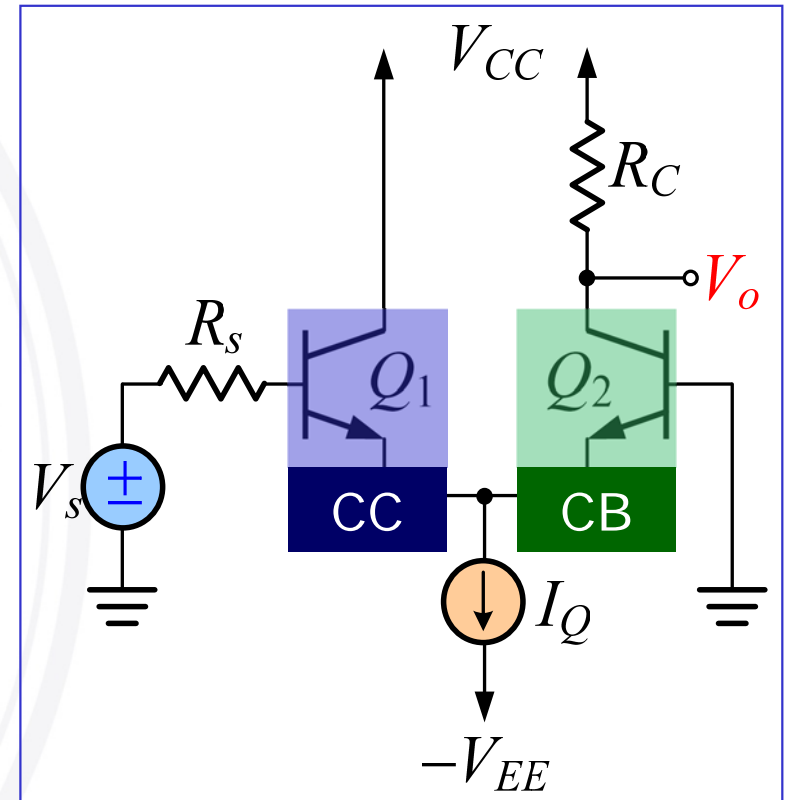 V_CC
R_C
V_o
R_s
Q_1
Q_2
V_s
±
CC
CB
I_Q
−V_EE